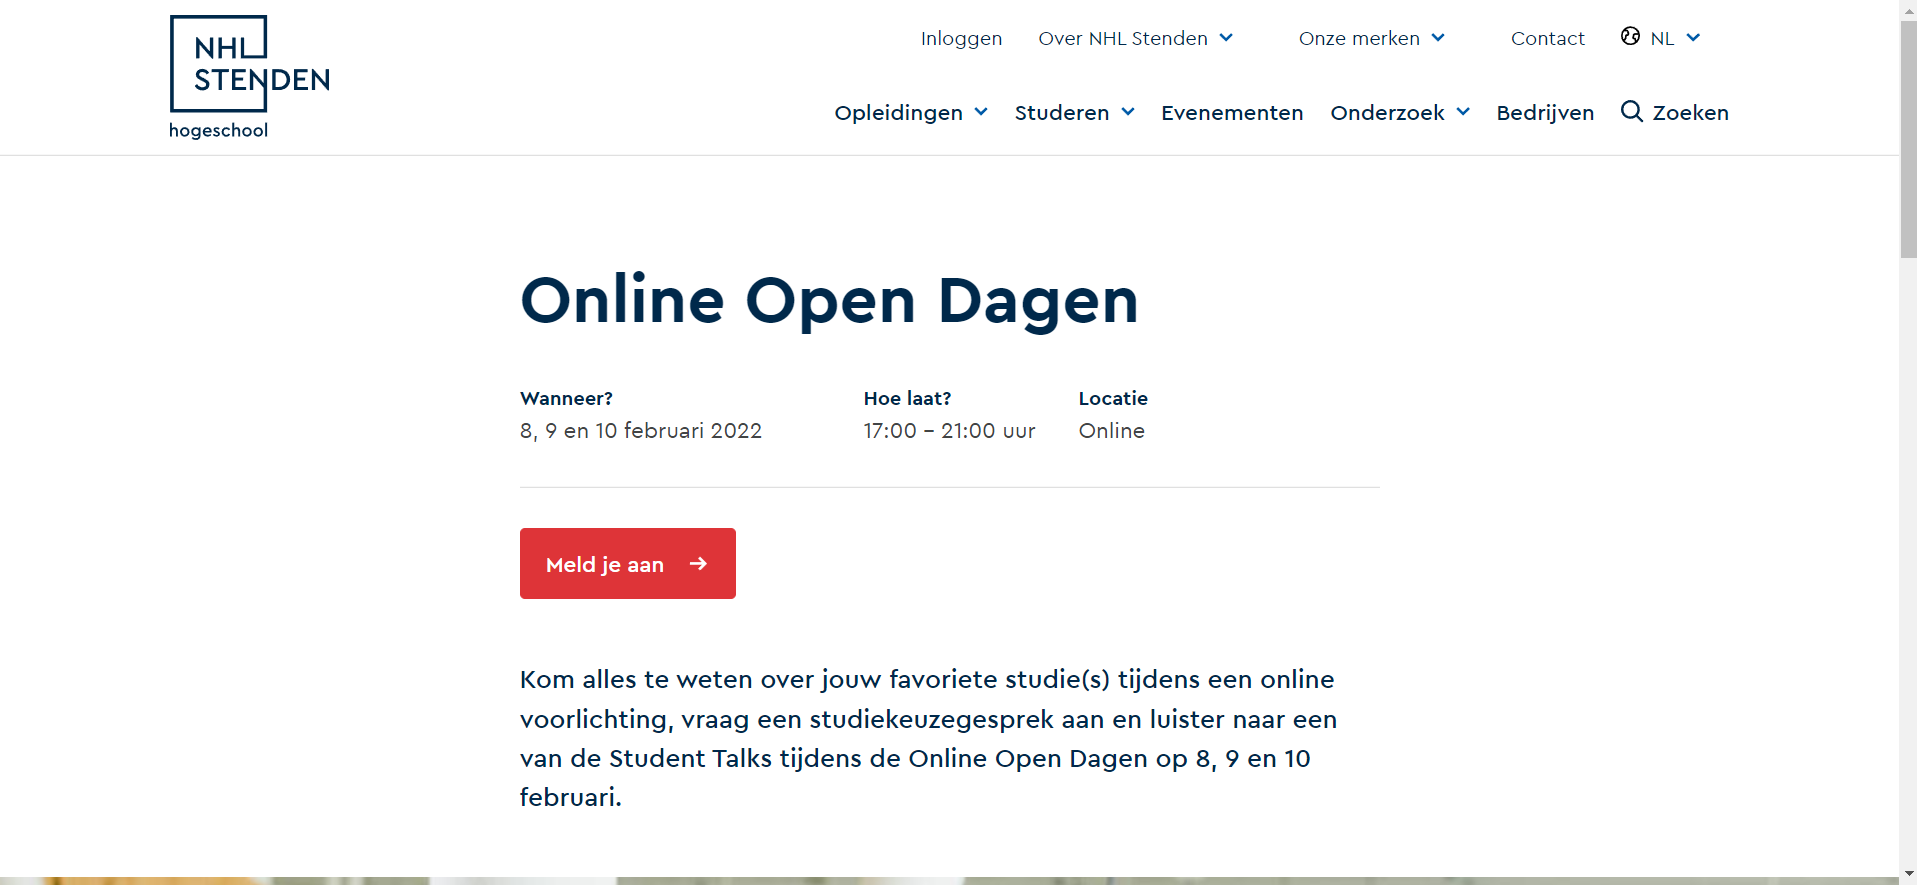 NHL
STENDEN
hogeschool
Inloggen Over NHL Stenden Onze merken Contact NL
Opleidingen Studeren Evenementen Onderzoek Bedrijven Zoeken
Online Open Dagen
Wanneer? Hoe laat? Locatie
8, 9 en 10 februari 2022 17:00 – 21:00 uur Online
Meld je aan
Kom alles te weten over jouw favoriete studie(s) tijdens een online
voorlichting, vraag een studiekeuzegesprek aan en luister naar een
van de Student Talks tijdens de Online Open Dagen op 8, 9 en 10
februari.